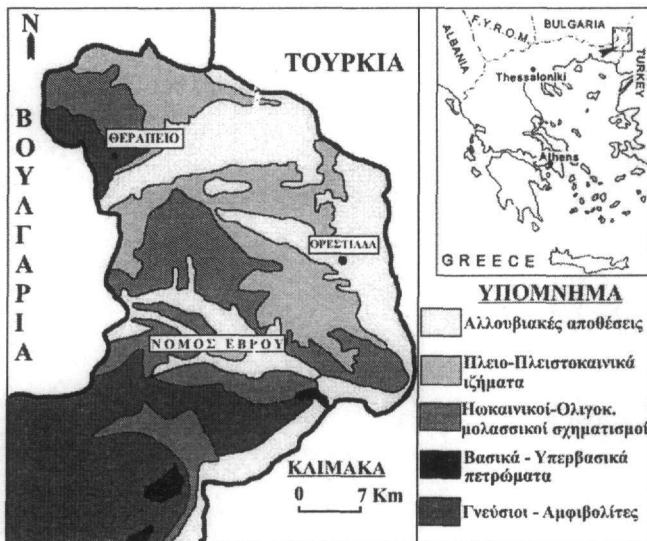 N
ΒΟΥΛΓΑΡΙΑ
ΤΟΥΡΚΙΑ
ΘΕΡΑΠΕΙΟ
ΟΡΕΣΤΙΑΔΑ
ΝΟΜΟΣ ΕΒΡΟΥ
ΚΛΙΜΑΚΑ
0 7 Km
ALBANIA
F.Y.R.O.M.
BULGARIA
TURKEY
Thessaloniki
Athens
GREECE
ΥΠΟΜΝΗΜΑ
Αλλουβιακές αποθέσεις
Πλειο-Πλειστοκαινικά
ιζήματα
Ηωκαινικοί-Ολιγοκ.
μολασσικοί σχηματισμοί
Βασικά - Υπερβασικά
πετρώματα
Γνεύσιοι - Αμφιβολίτες